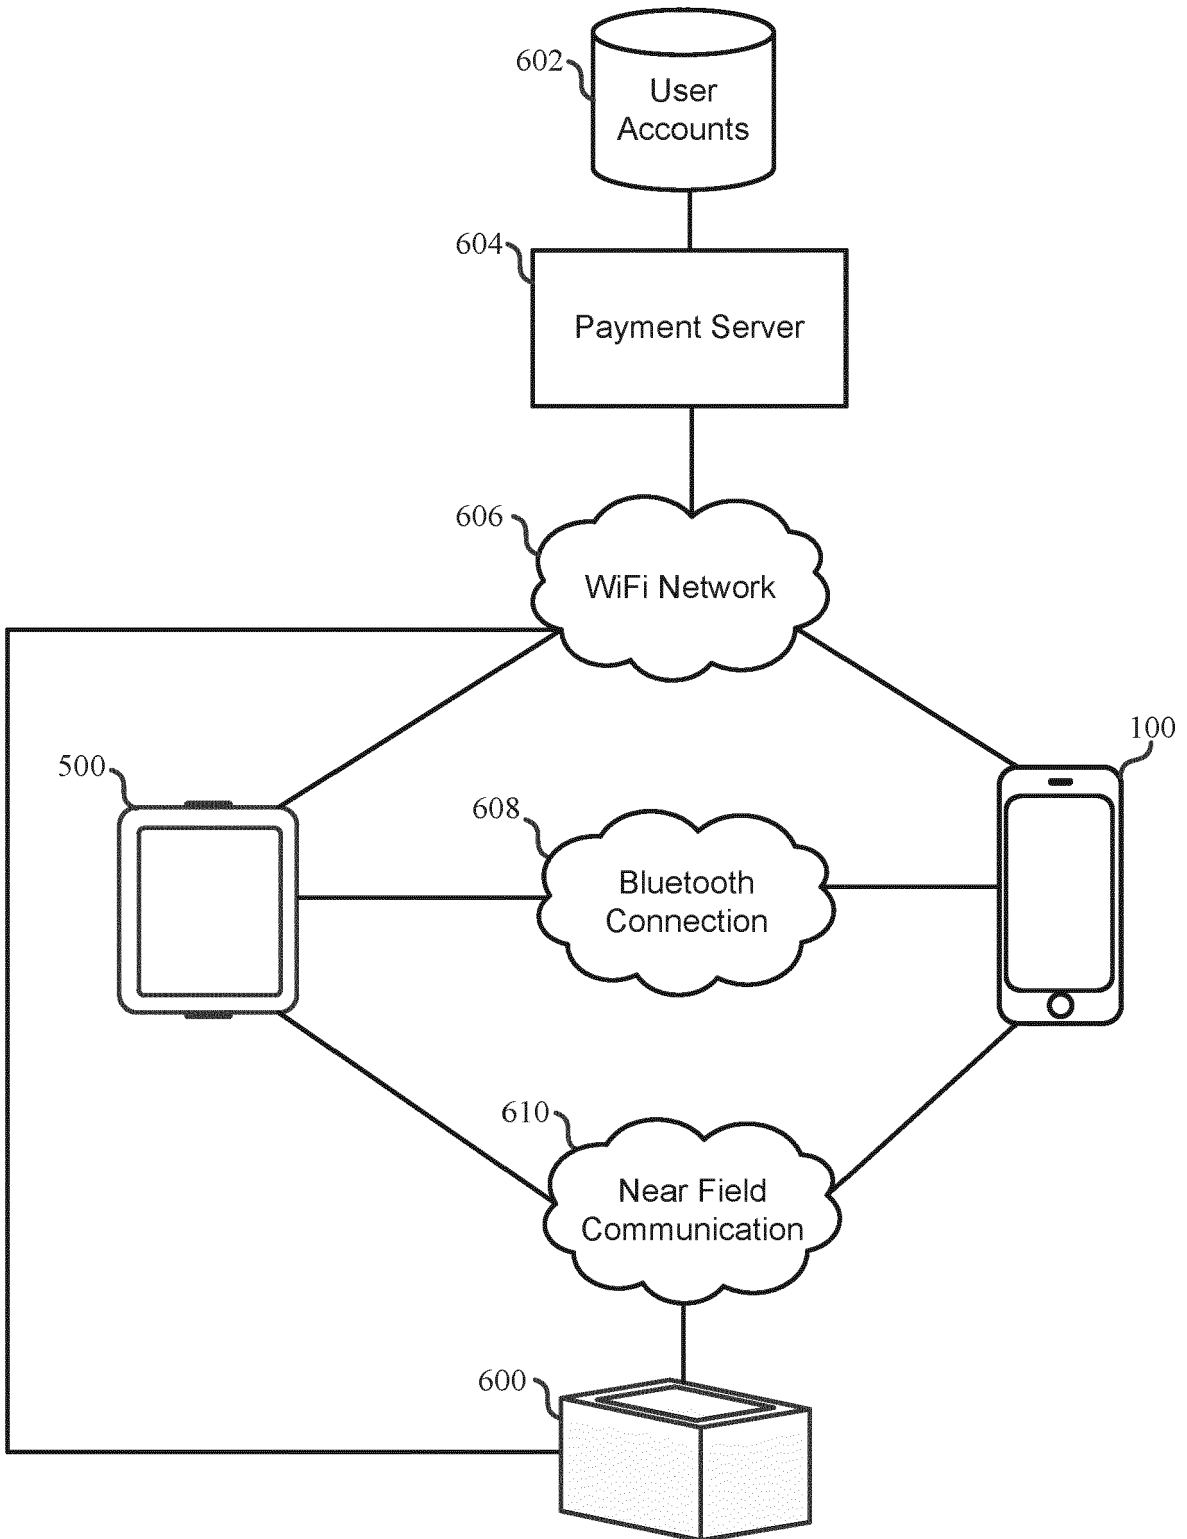 602
User
Accounts
604
Payment Server
606
WiFi Network
100
500
608
Bluetooth
Connection
610
Near Field
Communication
600